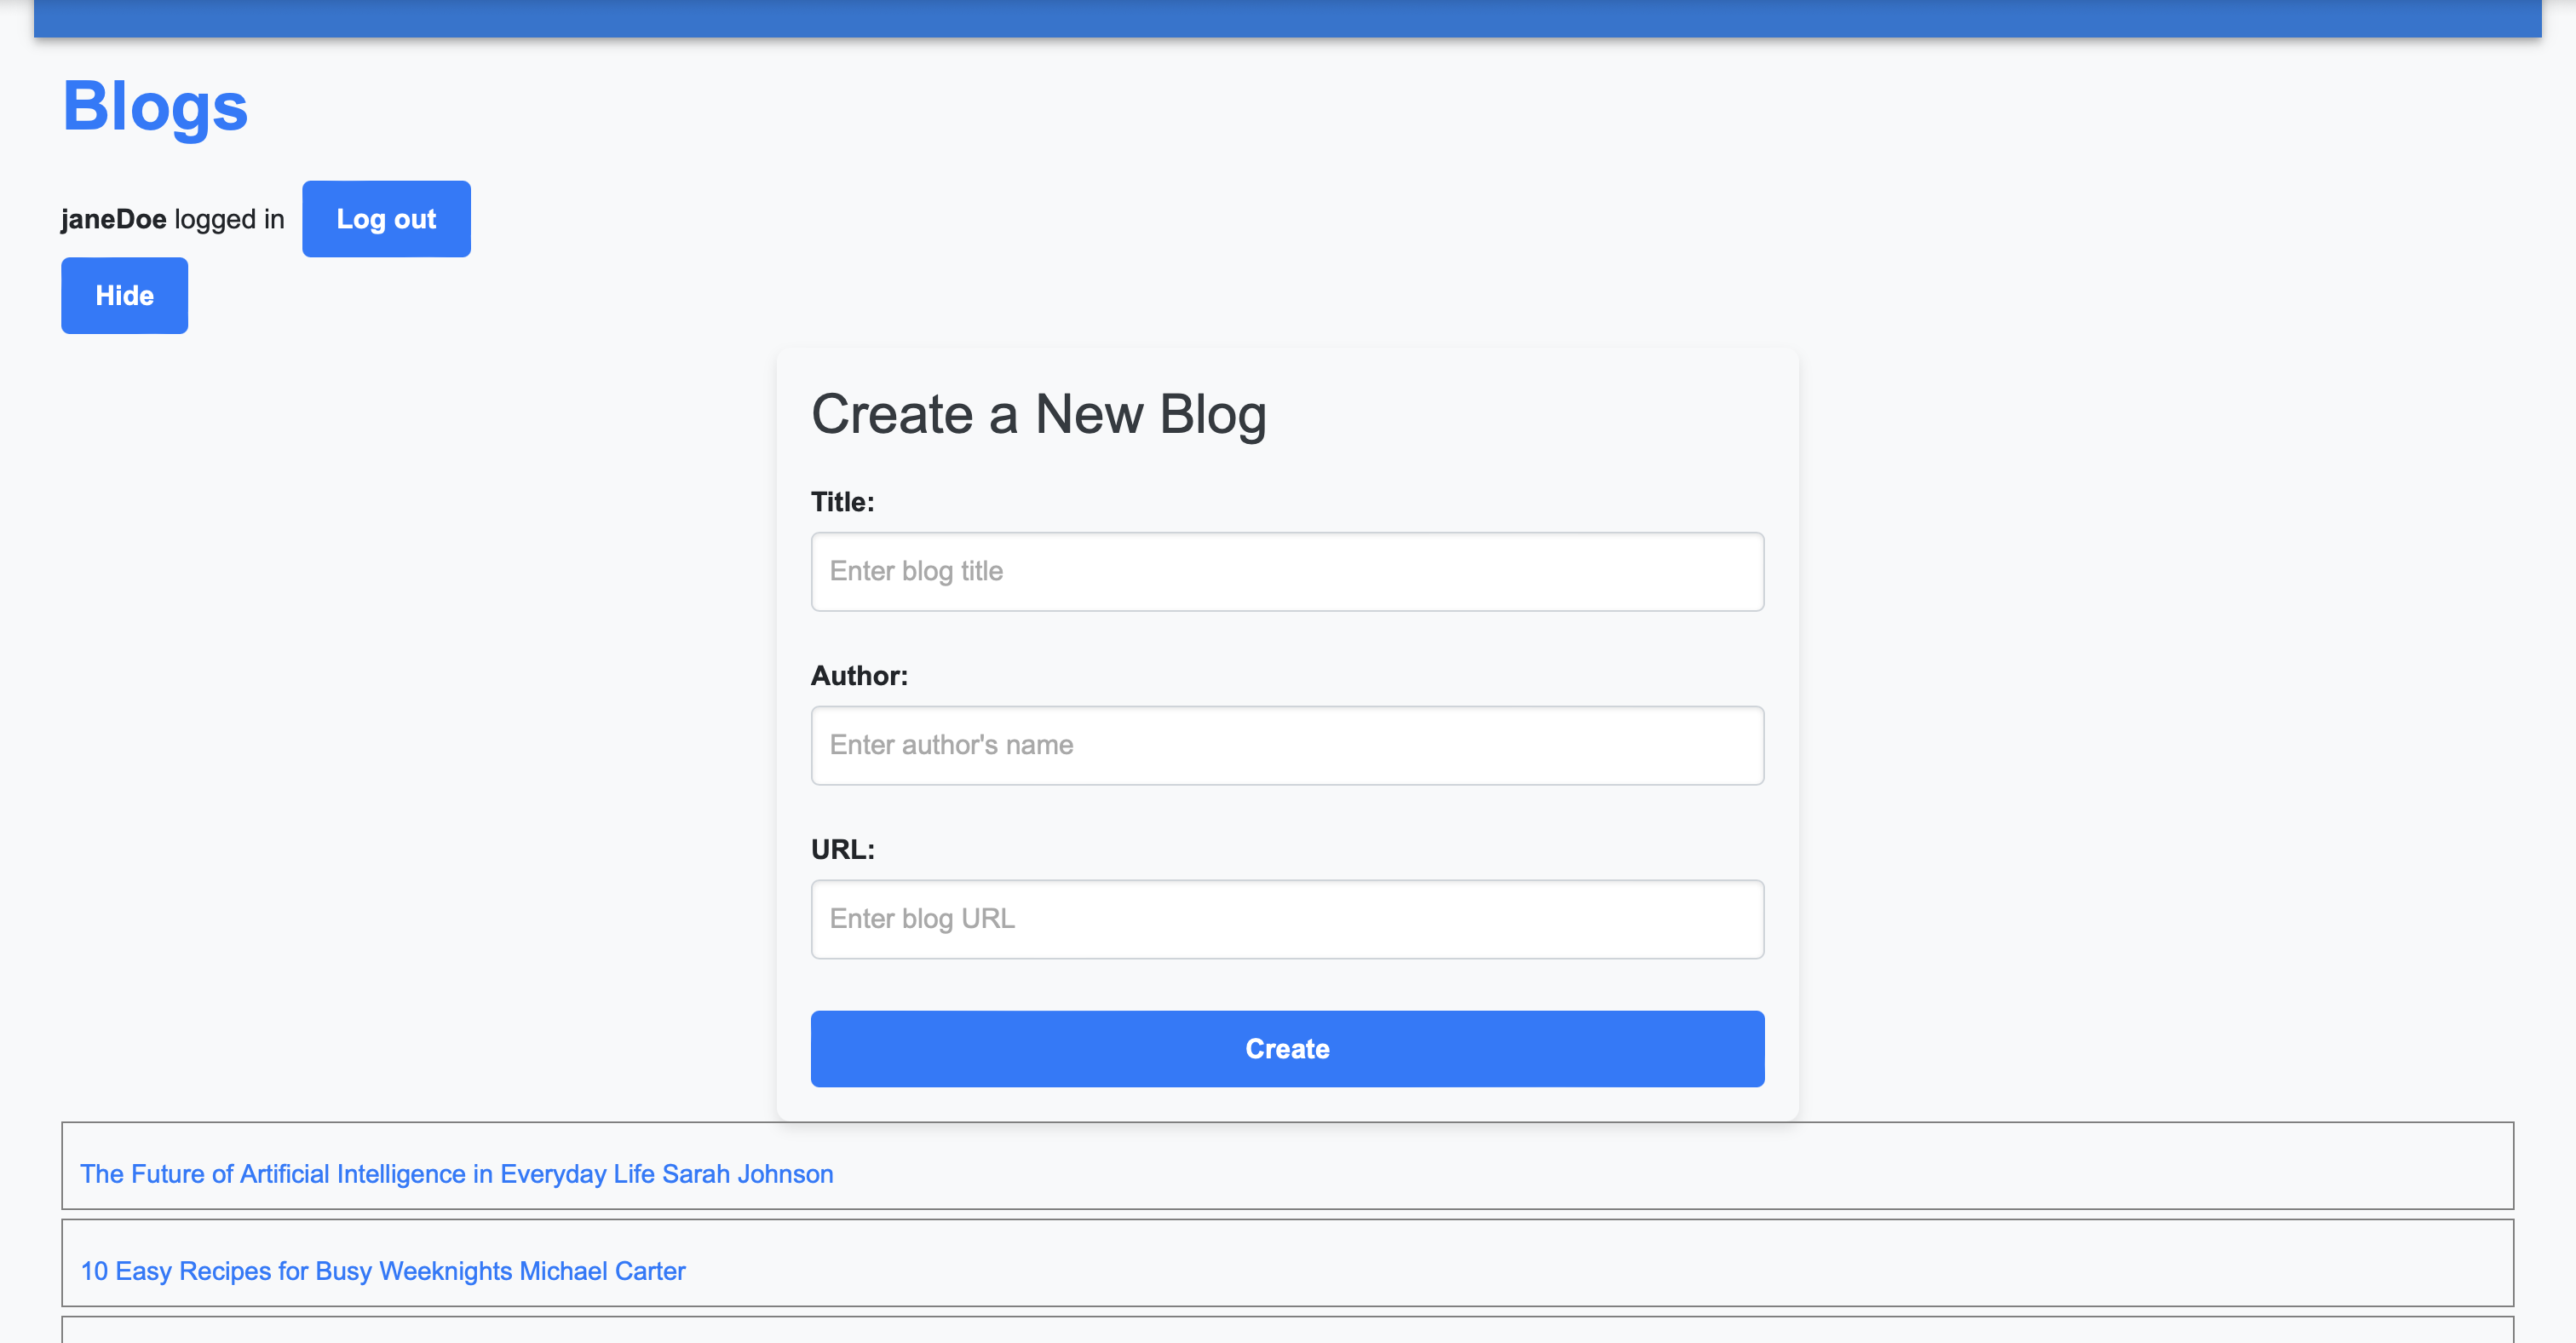 Blogs
janeDoe logged in Log out
Hide
Create a New Blog
Title:
Enter blog title
Author:
Enter author's name
URL:
Enter blog URL
Create
The Future of Artificial Intelligence in Everyday Life Sarah Johnson
10 Easy Recipes for Busy Weeknights Michael Carter